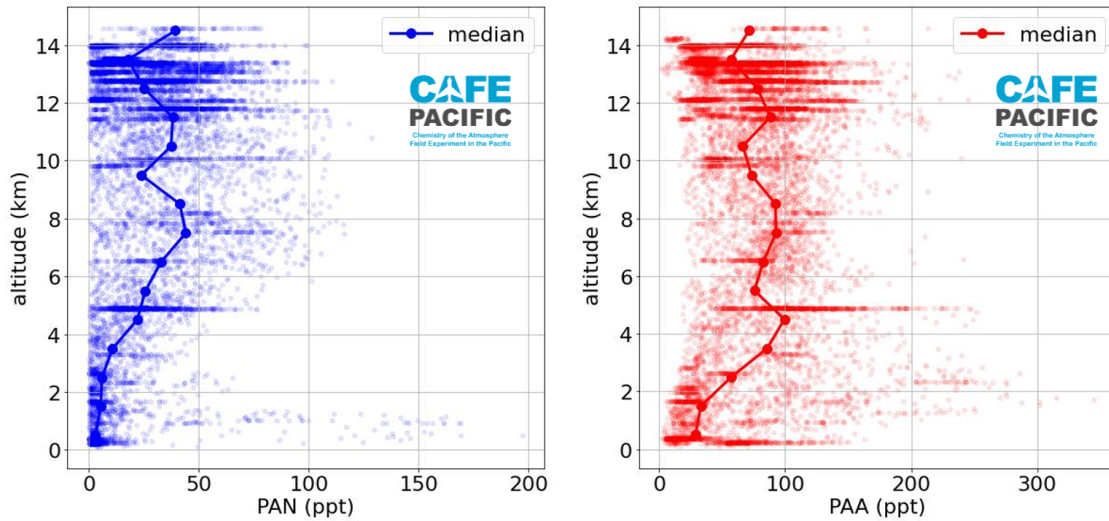 median
CAFE
PACIFIC
Chemistry of the Atmosphere
Field Experiment in the Pacific
altitude (km)
14
12
10
8
6
4
2
0
0 50 100 150 200
PAN (ppt)
median
CAFE
PACIFIC
Chemistry of the Atmosphere
Field Experiment in the Pacific
altitude (km)
14
12
10
8
6
4
2
0
0 100 200 300
PAA (ppt)